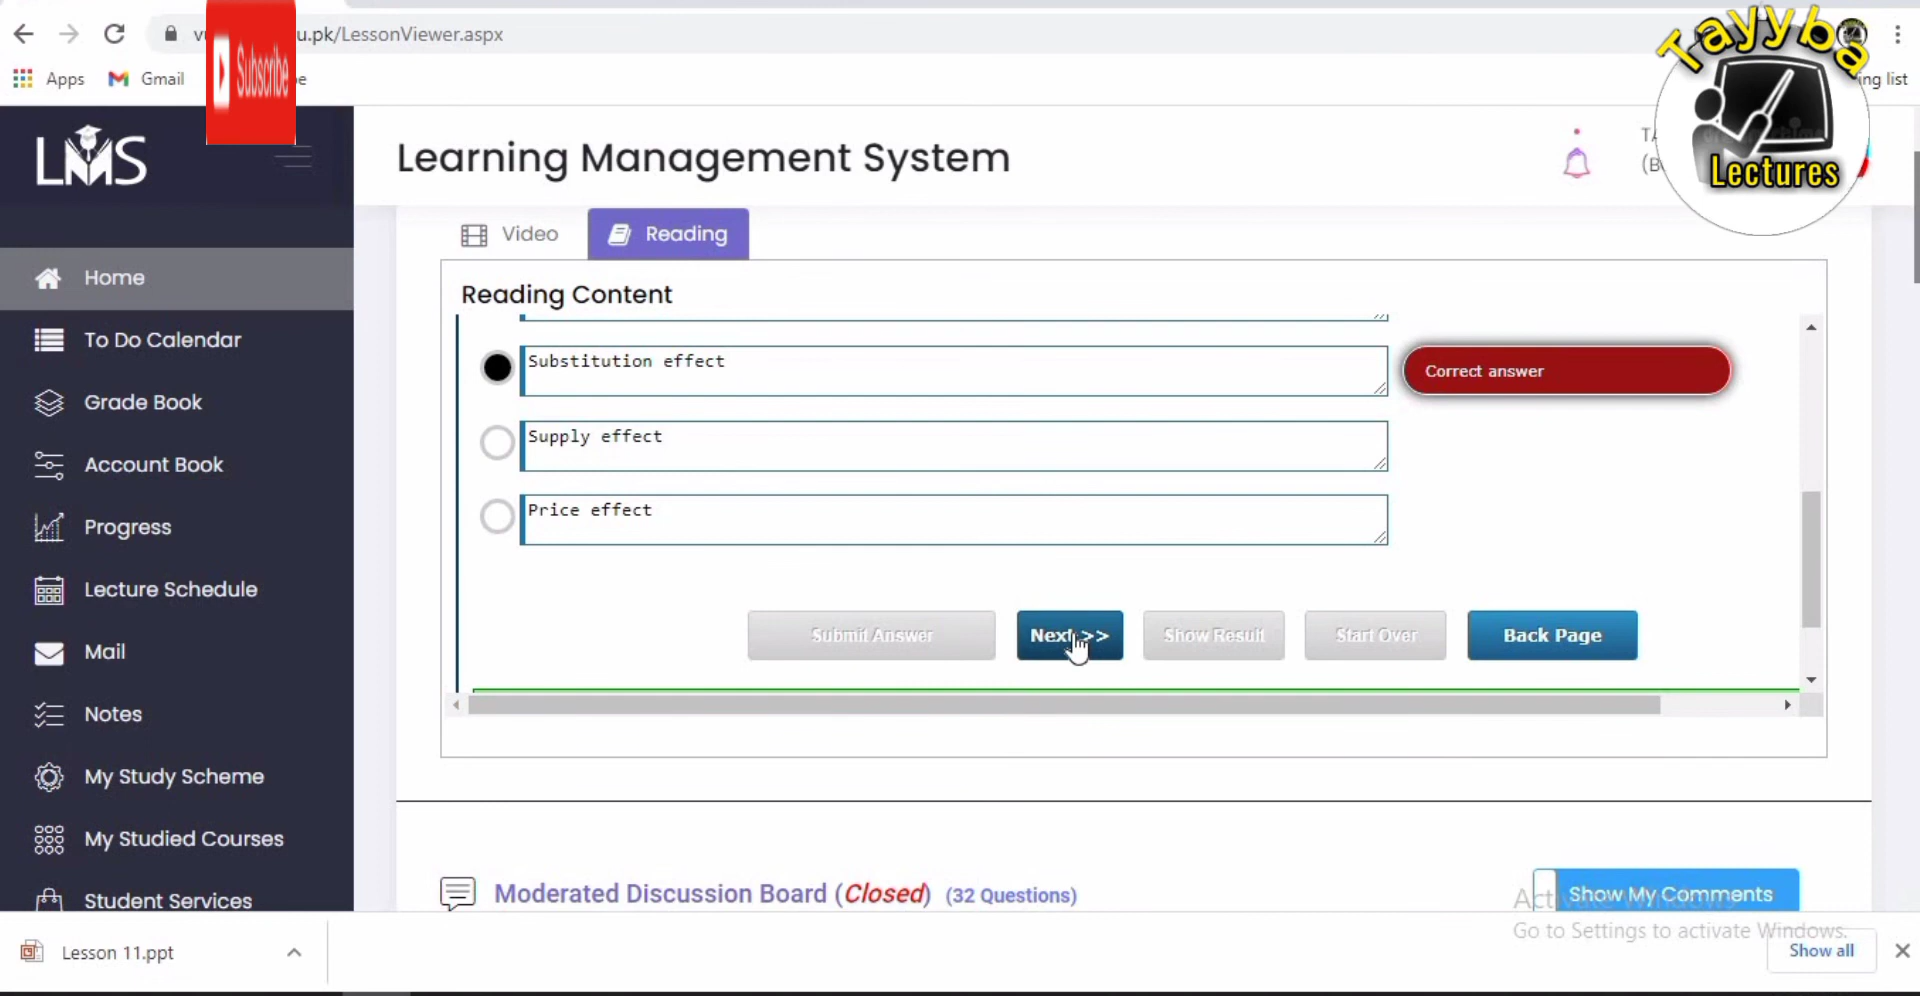 u.pk/LessonViewer.aspx
Apps
Gmail
Subscribe
Tayyba
Lectures
ing list
LMS
Learning Management System
Home
To Do Calendar
Grade Book
Account Book
Progress
Lecture Schedule
Mail
Notes
My Study Scheme
My Studied Courses
Student Services
Video
Reading
Reading Content
Substitution effect
Correct answer
Supply effect
Price effect
Submit Answer
Next >>
Show Result
Start Over
Back Page
Moderated Discussion Board (Closed) (32 Questions)
Show My Comments
Activate Windows
Go to Settings to activate Windows.
Lesson 11.ppt
Show all